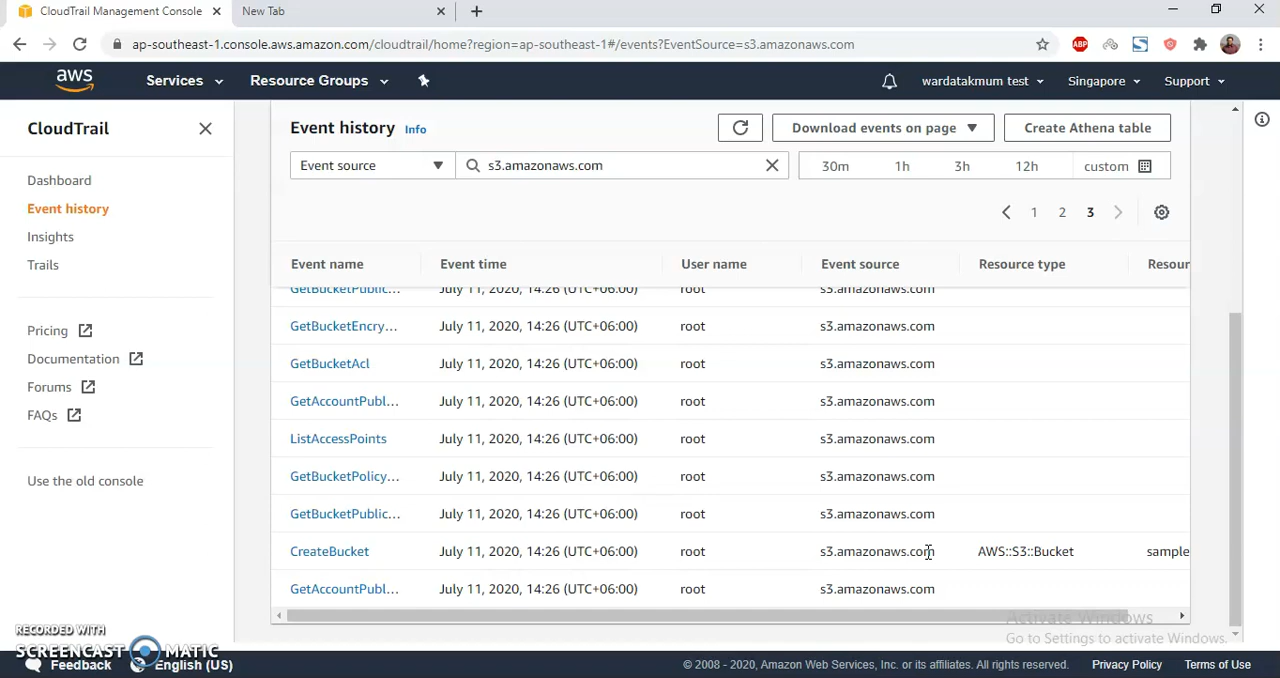 CloudTrail Management Console
New Tab
ap-southeast-1.console.aws.amazon.com/cloudtrail/home?region=ap-southeast-1#/events?EventSource=s3.amazonaws.com
ABP
aws
Services
Resource Groups
wardatakmum test
Singapore
Support
CloudTrail
Dashboard
Event history
Insights
Trails
Pricing
Documentation
Forums
FAQs
Use the old console
Event history Info
Download events on page
Create Athena table
Event source
s3.amazonaws.com
30m 1h 3h 12h custom
1 2 3
Event name Event time User name Event source Resource type Resour
GetBucketPublic... July 11, 2020, 14:26 (UTC+06:00) root s3.amazonaws.com
GetBucketEncry... July 11, 2020, 14:26 (UTC+06:00) root s3.amazonaws.com
GetBucketAcl July 11, 2020, 14:26 (UTC+06:00) root s3.amazonaws.com
GetAccountPubl... July 11, 2020, 14:26 (UTC+06:00) root s3.amazonaws.com
ListAccessPoints July 11, 2020, 14:26 (UTC+06:00) root s3.amazonaws.com
GetBucketPolicy... July 11, 2020, 14:26 (UTC+06:00) root s3.amazonaws.com
GetBucketPublic... July 11, 2020, 14:26 (UTC+06:00) root s3.amazonaws.com
CreateBucket July 11, 2020, 14:26 (UTC+06:00) root s3.amazonaws.com AWS::S3::Bucket sample
GetAccountPubl... July 11, 2020, 14:26 (UTC+06:00) root s3.amazonaws.com
Activate Windows
Go to Settings to activate Windows.
RECORDED WITH
SCREENCAST MATIC
Feedback
English (US)
© 2008 - 2020, Amazon Web Services, Inc. or its affiliates. All rights reserved.
Privacy Policy
Terms of Use